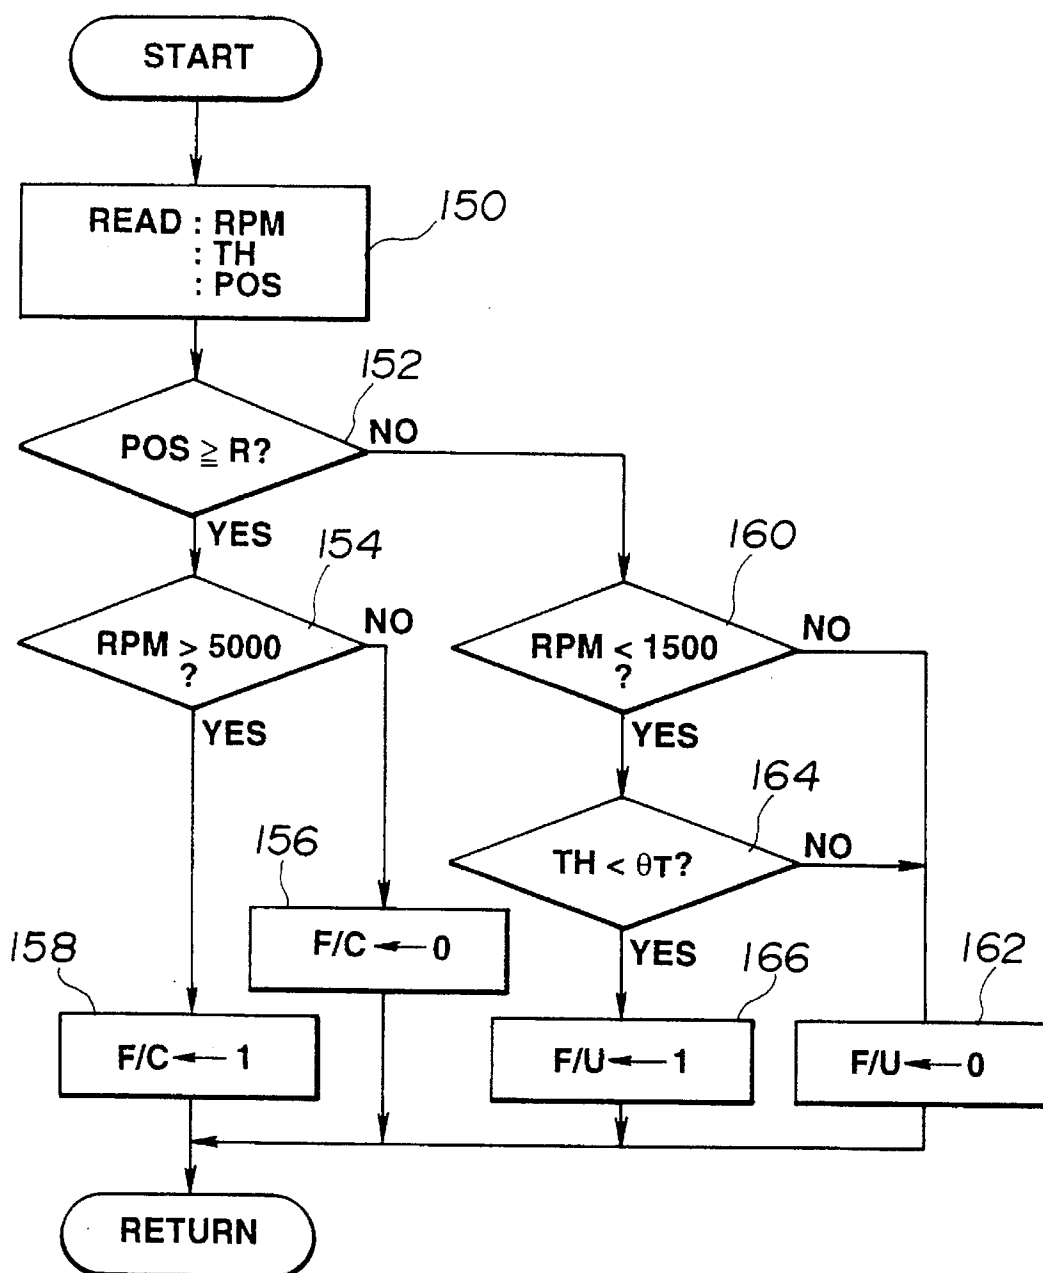 START
READ : RPM
: TH
: POS
150
152
POS ≧ R?
NO
YES
154
160
RPM > 5000
?
NO
RPM < 1500
?
NO
YES
YES
164
156
TH < θT?
NO
F/C ← 0
YES
158
166
162
F/C ← 1
F/U ← 1
F/U ← 0
RETURN